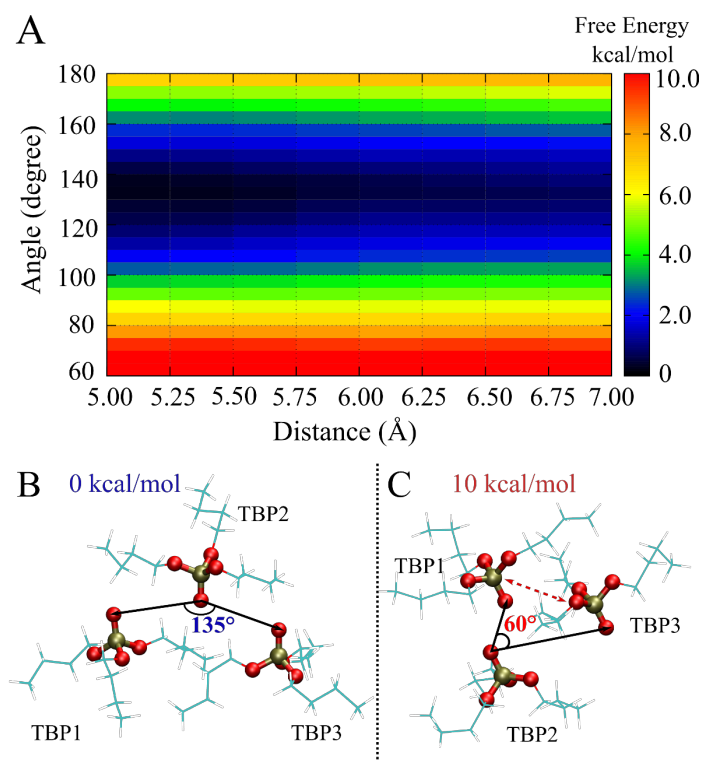 A
Free Energy
kcal/mol
180
160
140
120
100
80
60
Angle (degree)
5.00 5.25 5.50 5.75 6.00 6.25 6.50 6.75 7.00
Distance (Å)
10.0
8.0
6.0
4.0
2.0
0
B 0 kcal/mol
TBP2
135°
TBP1
TBP3
C 10 kcal/mol
TBP1
60°
TBP3
TBP2